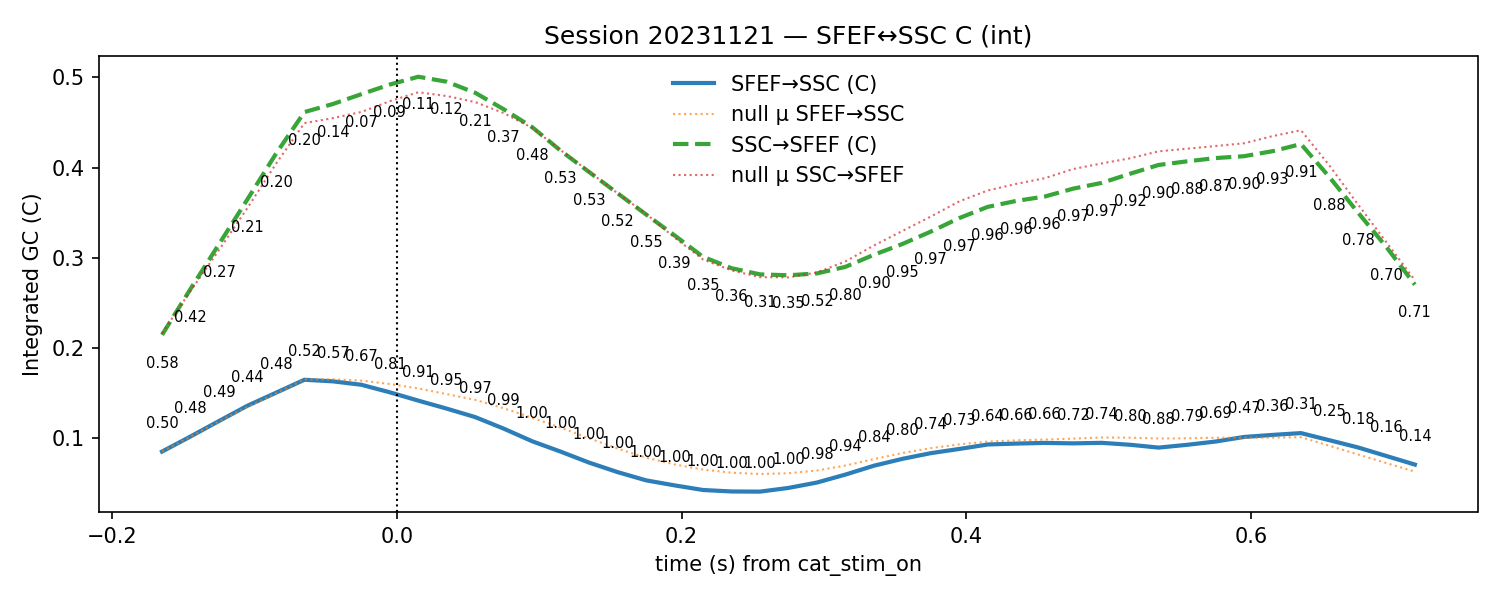 Session 20231121 — SFEF↔SSC C (int)
SFEF→SSC (C)
null μ SFEF→SSC
SSC→SFEF (C)
null μ SSC→SFEF
Integrated GC (C)
0.5
0.4
0.3
0.2
0.1
0.58 0.42 0.27 0.21 0.20 0.20 0.14 0.07 0.09 0.11 0.12 0.21 0.37 0.48 0.53 0.53 0.52 0.55 0.39 0.35 0.36 0.31 0.35 0.52 0.80 0.90 0.95 0.97 0.97 0.96 0.96 0.96 0.97 0.97 0.92 0.90 0.88 0.87 0.90 0.93 0.91 0.88 0.78 0.70 0.71
0.50 0.48 0.49 0.44 0.48 0.52 0.57 0.67 0.81 0.91 0.95 0.97 0.99 1.00 1.00 1.00 1.00 1.00 1.00 1.00 1.00 1.00 1.00 0.98 0.94 0.84 0.80 0.74 0.73 0.64 0.66 0.66 0.72 0.74 0.80 0.88 0.79 0.69 0.47 0.36 0.31 0.25 0.18 0.16 0.14
−0.2 0.0 0.2 0.4 0.6
time (s) from cat_stim_on